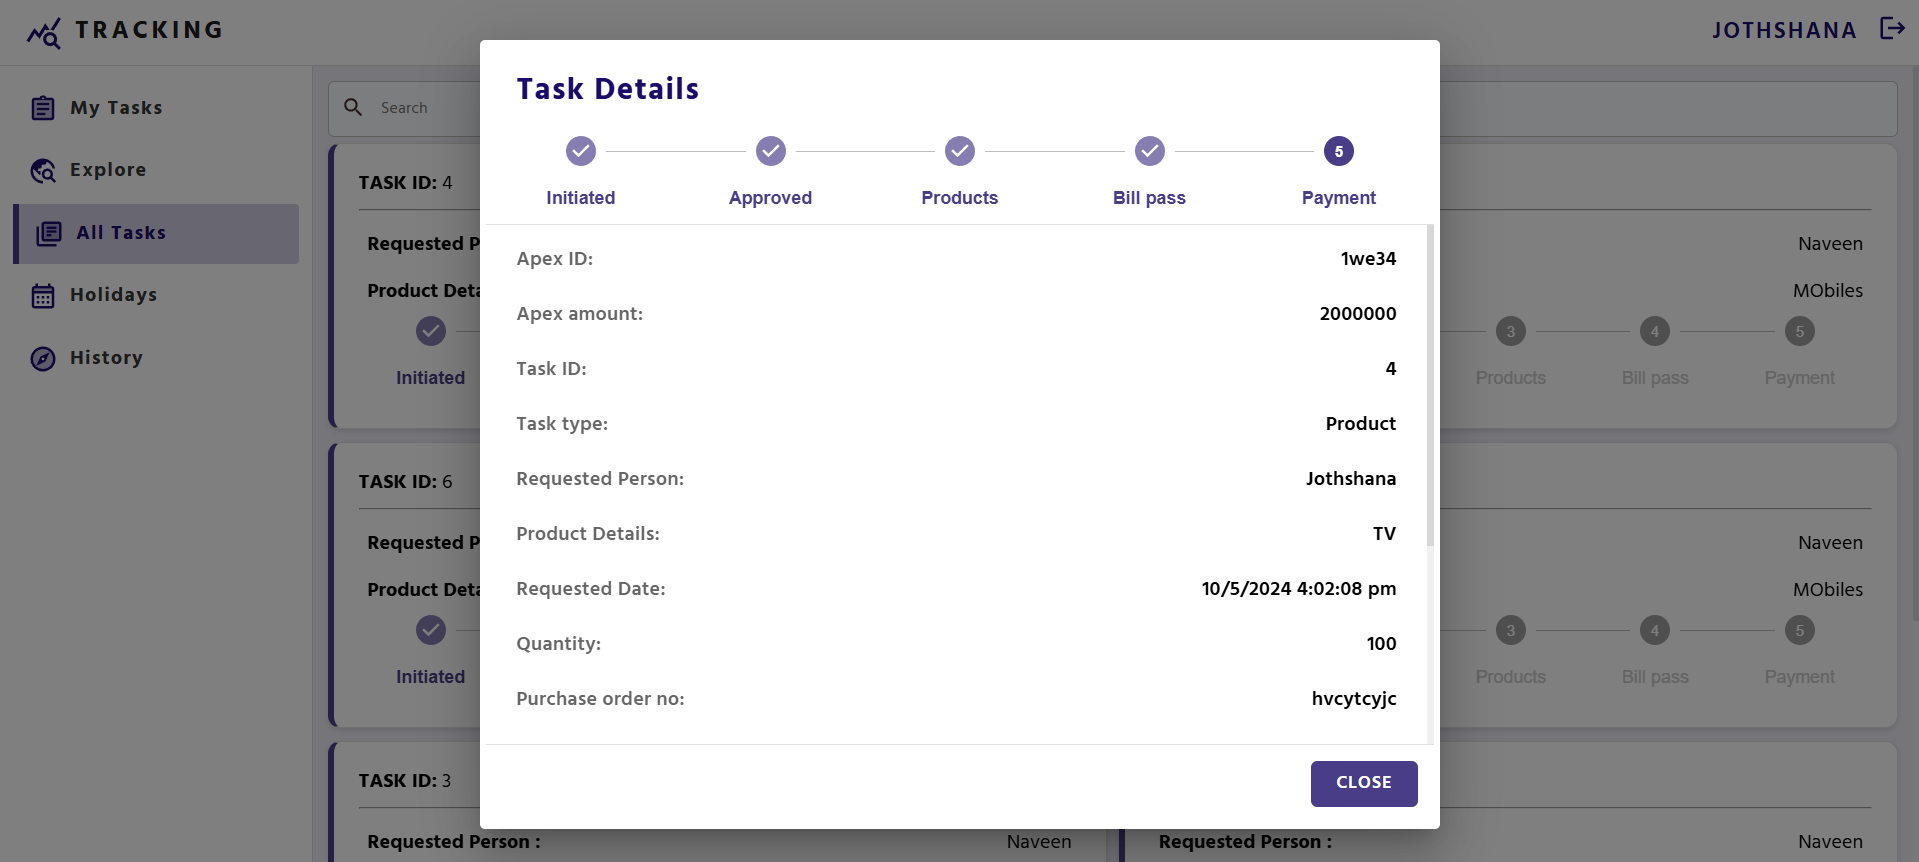 TRACKING
JOTHSHANA
My Tasks
Explore
All Tasks
Holidays
History
Search
TASK ID: 4
Requested P
Product Deta
Initiated
Naveen
MObiles
3
4
5
Products
Bill pass
Payment
TASK ID: 6
Requested P
Product Deta
Initiated
Naveen
MObiles
3
4
5
Products
Bill pass
Payment
TASK ID: 3
Requested Person :
Naveen
Requested Person :
Naveen
Task Details
5
Initiated
Approved
Products
Bill pass
Payment
Apex ID: 1we34
Apex amount: 2000000
Task ID: 4
Task type: Product
Requested Person: Jothshana
Product Details: TV
Requested Date: 10/5/2024 4:02:08 pm
Quantity: 100
Purchase order no: hvcytcyjc
CLOSE